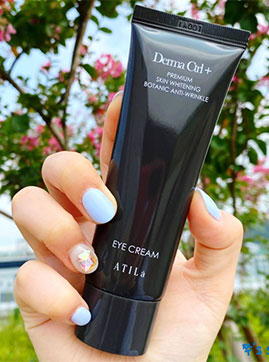 Derma Ctrl+
PREMIUM
SKIN WHITENING
BOTANIC ANTI-WRINKLE
EYE CREAM
ATILa